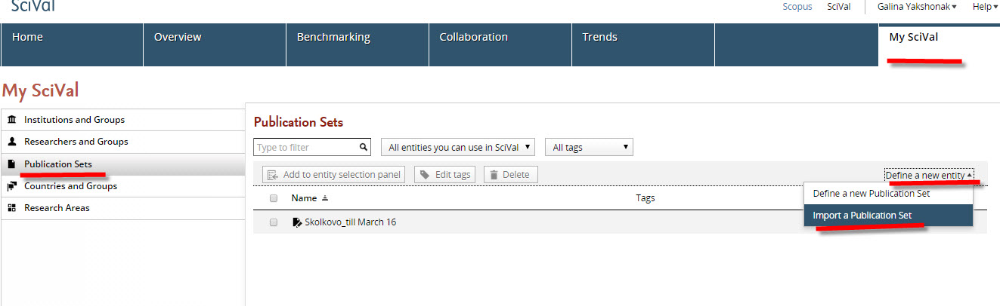 SciVal
Scopus SciVal Galina Yakshonak Help
Home Overview Benchmarking Collaboration Trends My SciVal
My SciVal
Institutions and Groups
Researchers and Groups
Publication Sets
Countries and Groups
Research Areas
Publication Sets
Type to filter All entities you can use in SciVal All tags
Add to entity selection panel Edit tags Delete Define a new entity
Name Tags
Define a new Publication Set
Import a Publication Set
Skolkovo_till March 16